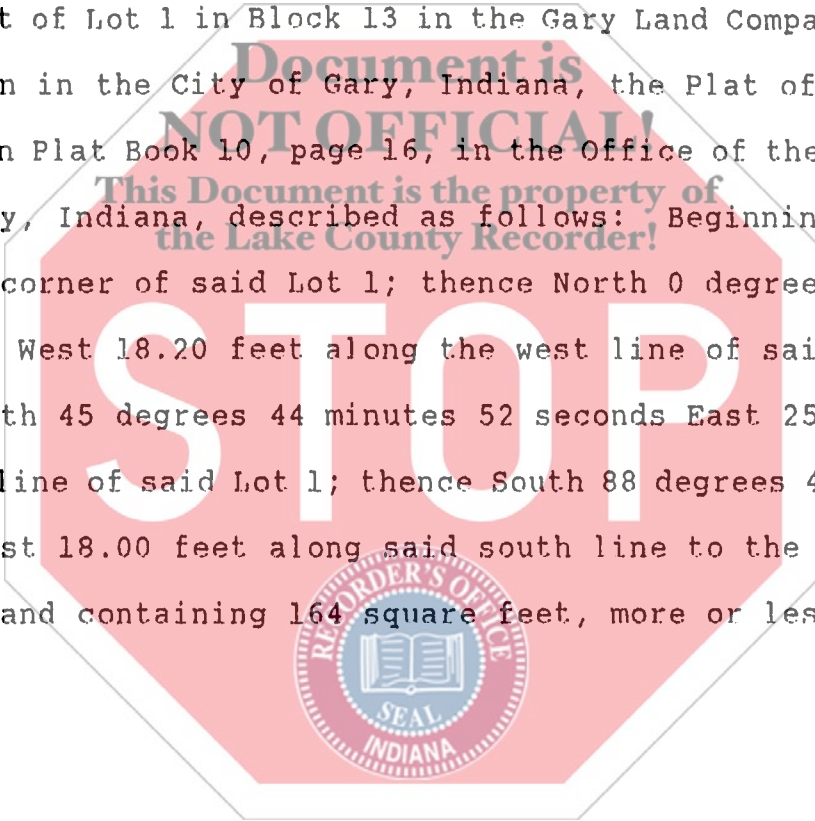 t of Lot 1 in Block 13 in the Gary Land Compa
Document is
n in the City of Gary, Indiana, the Plat of
NOT OFFICIAL!
n Plat Book 10, page 16, in the Office of the
This Document is the property of
y, Indiana, described as follows: Beginnin
the Lake County Recorder!
corner of said Lot 1; thence North 0 degree
West 18.20 feet along the west line of sai
STOP
th 45 degrees 44 minutes 52 seconds East 25
line of said Lot 1; thence South 88 degrees 4
st 18.00 feet along said south line to the
and containing 164 square feet, more or les
RECORDER'S OFFICE
SEAL
INDIANA